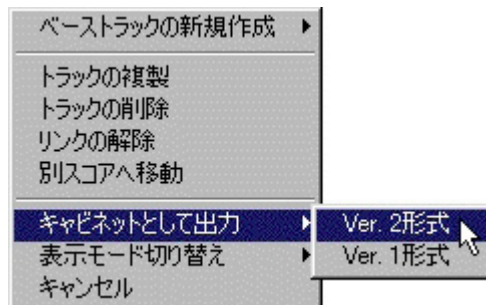 ベーストラックの新規作成
トラックの複製
トラックの削除
リンクの解除
別スコアへ移動
キャビネットとして出力
Ver. 2形式
表示モード切り替え
Ver. 1形式
キャンセル